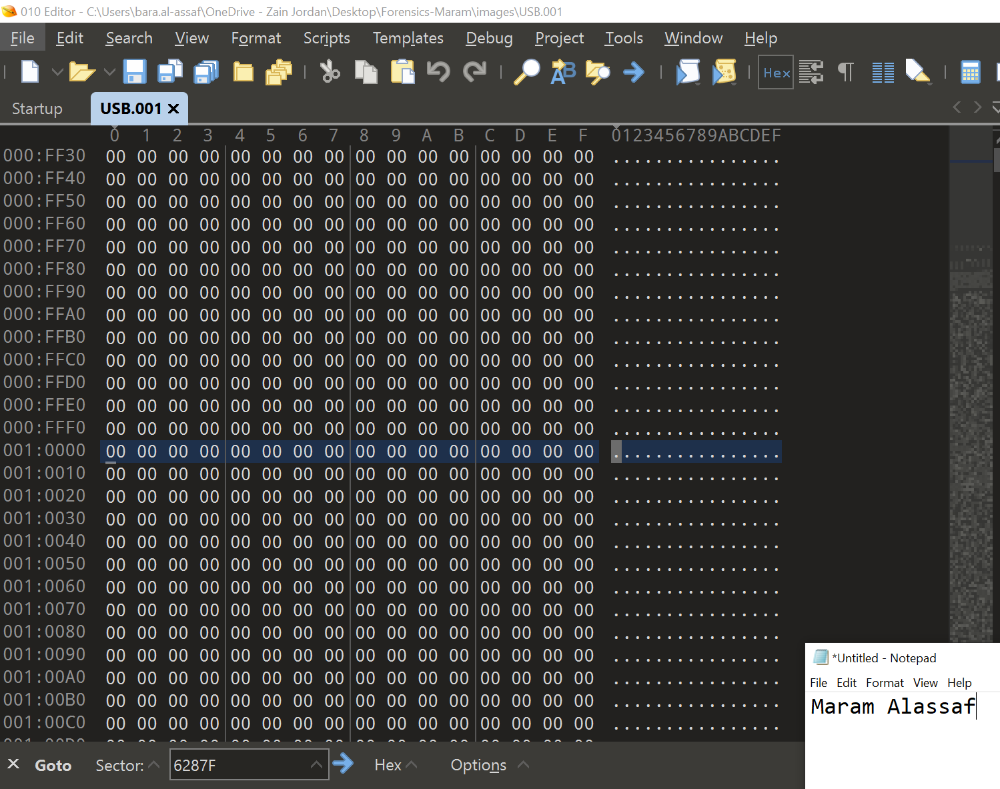 010 Editor - C:\Users\bara.al-assaf\OneDrive - Zain Jordan\Desktop\Forensics-Maram\images\USB.001
File Edit Search View Format Scripts Templates Debug Project Tools Window Help
Hex
Startup USB.001
0 1 2 3 4 5 6 7 8 9 A B C D E F 0123456789ABCDEF
000:FF30 00 00 00 00 00 00 00 00 00 00 00 00 00 00 00 00 ................
000:FF40 00 00 00 00 00 00 00 00 00 00 00 00 00 00 00 00 ................
000:FF50 00 00 00 00 00 00 00 00 00 00 00 00 00 00 00 00 ................
000:FF60 00 00 00 00 00 00 00 00 00 00 00 00 00 00 00 00 ................
000:FF70 00 00 00 00 00 00 00 00 00 00 00 00 00 00 00 00 ................
000:FF80 00 00 00 00 00 00 00 00 00 00 00 00 00 00 00 00 ................
000:FF90 00 00 00 00 00 00 00 00 00 00 00 00 00 00 00 00 ................
000:FFA0 00 00 00 00 00 00 00 00 00 00 00 00 00 00 00 00 ................
000:FFB0 00 00 00 00 00 00 00 00 00 00 00 00 00 00 00 00 ................
000:FFC0 00 00 00 00 00 00 00 00 00 00 00 00 00 00 00 00 ................
000:FFD0 00 00 00 00 00 00 00 00 00 00 00 00 00 00 00 00 ................
000:FFE0 00 00 00 00 00 00 00 00 00 00 00 00 00 00 00 00 ................
000:FFF0 00 00 00 00 00 00 00 00 00 00 00 00 00 00 00 00 ................
001:0000 00 00 00 00 00 00 00 00 00 00 00 00 00 00 00 00 ................
001:0010 00 00 00 00 00 00 00 00 00 00 00 00 00 00 00 00 ................
001:0020 00 00 00 00 00 00 00 00 00 00 00 00 00 00 00 00 ................
001:0030 00 00 00 00 00 00 00 00 00 00 00 00 00 00 00 00 ................
001:0040 00 00 00 00 00 00 00 00 00 00 00 00 00 00 00 00 ................
001:0050 00 00 00 00 00 00 00 00 00 00 00 00 00 00 00 00 ................
001:0060 00 00 00 00 00 00 00 00 00 00 00 00 00 00 00 00 ................
001:0070 00 00 00 00 00 00 00 00 00 00 00 00 00 00 00 00 ................
001:0080 00 00 00 00 00 00 00 00 00 00 00 00 00 00 00 00 ................
001:0090 00 00 00 00 00 00 00 00 00 00 00 00 00 00 00 00 ................
001:00A0 00 00 00 00 00 00 00 00 00 00 00 00 00 00 00 00 ................
001:00B0 00 00 00 00 00 00 00 00 00 00 00 00 00 00 00 00 ................
001:00C0 00 00 00 00 00 00 00 00 00 00 00 00 00 00 00 00 ................
Goto Sector: 6287F Hex Options
*Untitled - Notepad
File Edit Format View Help
Maram Alassaf